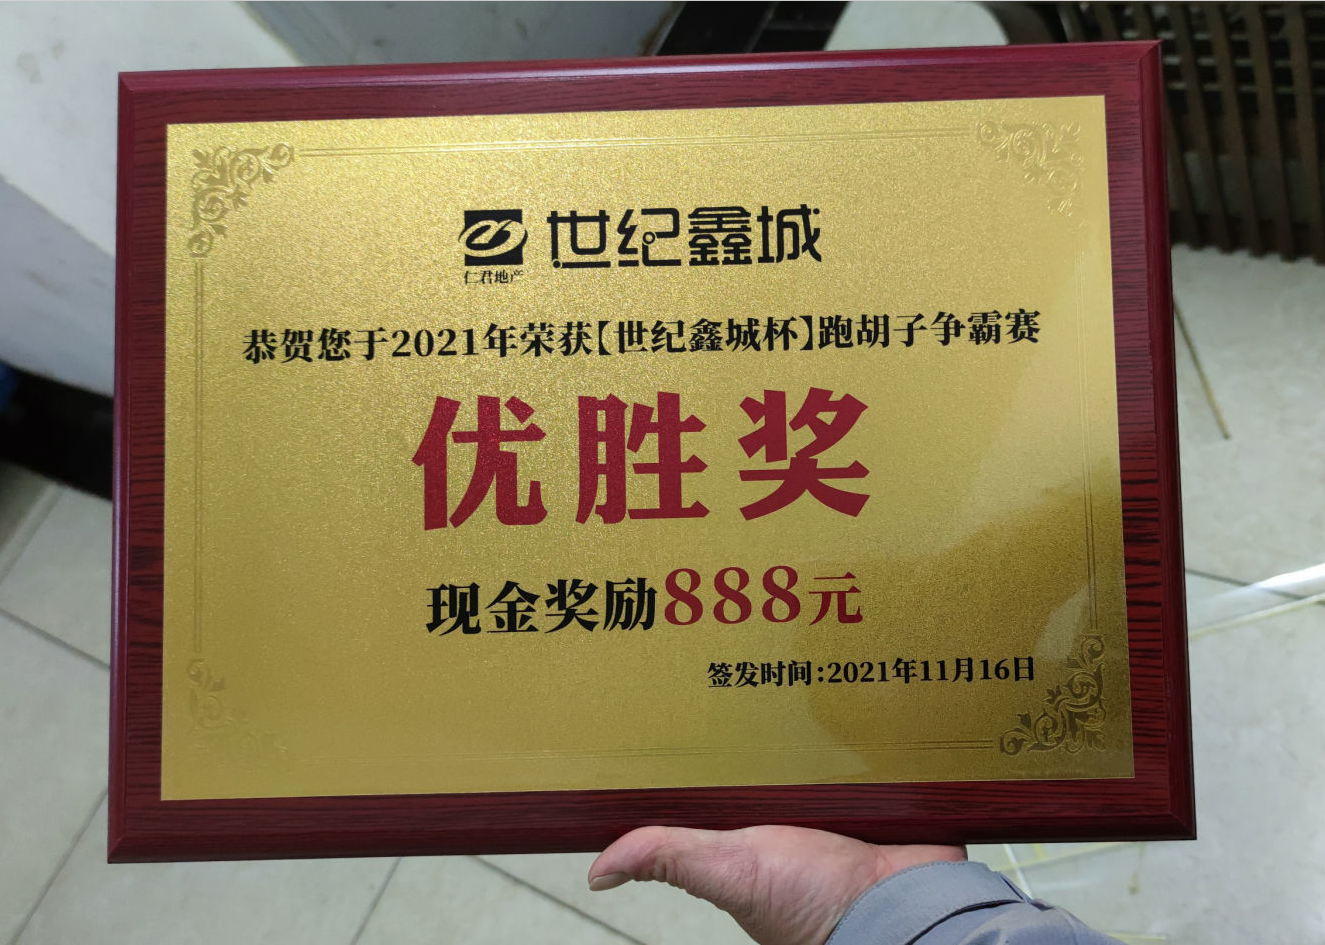 世纪鑫城
仁君地产
恭贺您于2021年荣获【世纪鑫城杯】跑胡子争霸赛
优胜奖
现金奖励888元
签发时间:2021年11月16日